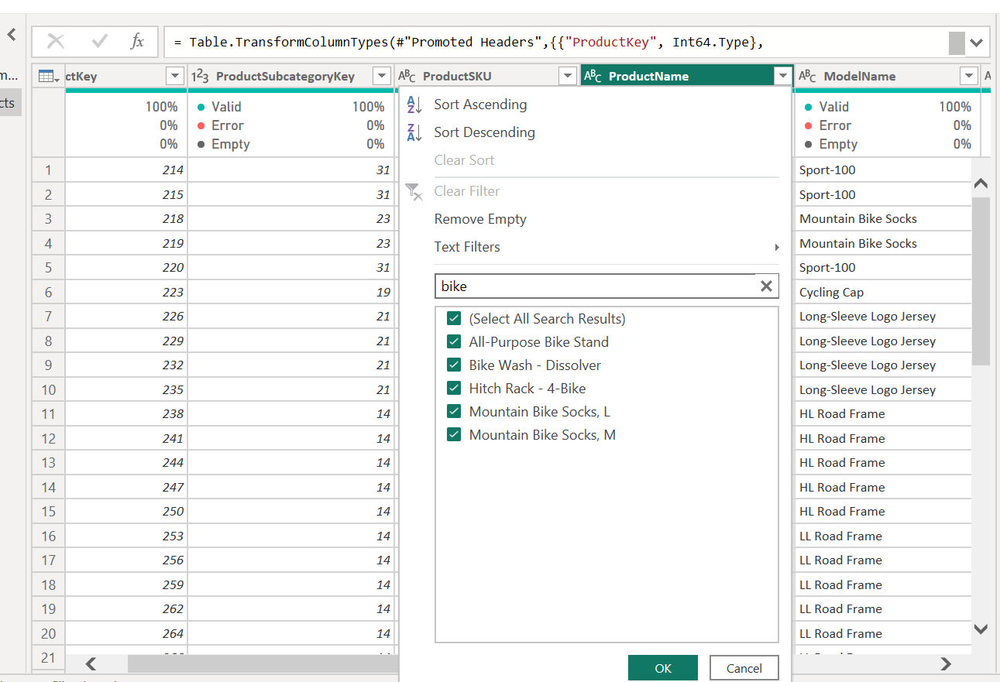 fx = Table.TransformColumnTypes(#"Promoted Headers",{{"ProductKey", Int64.Type},
m...
cts
ctKey 123 ProductSubcategoryKey ABC ProductSKU ABC ProductName ABC ModelName A
100% Valid 100% Valid 100%
0% Error 0% Error 0%
0% Empty 0% Empty 0%
Sort Ascending
Sort Descending
Clear Sort
Clear Filter
Remove Empty
Text Filters
bike
(Select All Search Results)
All-Purpose Bike Stand
Bike Wash - Dissolver
Hitch Rack - 4-Bike
Mountain Bike Socks, L
Mountain Bike Socks, M
OK Cancel
1 214 31 Sport-100
2 215 31 Sport-100
3 218 23 Mountain Bike Socks
4 219 23 Mountain Bike Socks
5 220 31 Sport-100
6 223 19 Cycling Cap
7 226 21 Long-Sleeve Logo Jersey
8 229 21 Long-Sleeve Logo Jersey
9 232 21 Long-Sleeve Logo Jersey
10 235 21 Long-Sleeve Logo Jersey
11 238 14 HL Road Frame
12 241 14 HL Road Frame
13 244 14 HL Road Frame
14 247 14 HL Road Frame
15 250 14 HL Road Frame
16 253 14 LL Road Frame
17 256 14 LL Road Frame
18 259 14 LL Road Frame
19 262 14 LL Road Frame
20 264 14 LL Road Frame
21